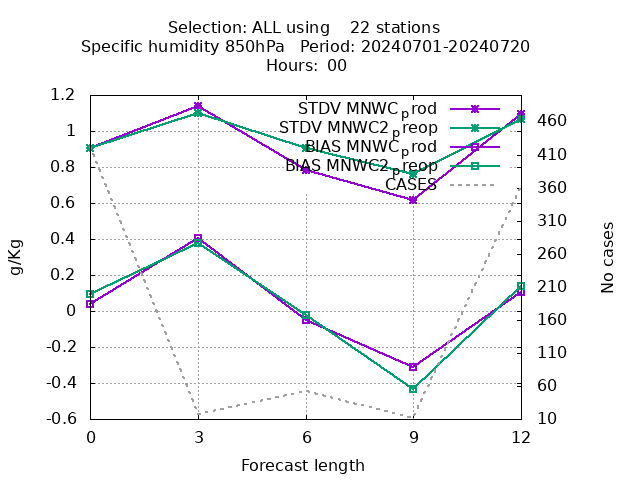 Selection: ALL using    22 stations
Specific humidity 850hPa   Period: 20240701-20240720
Hours:  00
STDV MNWC_prod
STDV MNWC2_preop
BIAS MNWC_prod
BIAS MNWC2_preop
CASES
1.2
1
0.8
0.6
0.4
0.2
0
-0.2
-0.4
-0.6
g/Kg
460
410
360
310
260
210
160
110
60
10
No cases
0 3 6 9 12
Forecast length